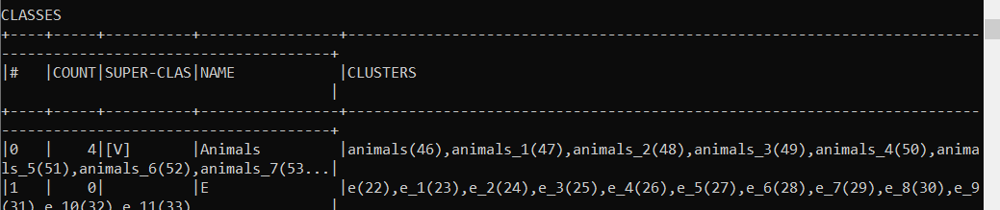 CLASSES
+----+-----+----------+---------------+-----------------------------------------------------------------------
-------------------------------------+
|# |COUNT|SUPER-CLAS|NAME |CLUSTERS
|
+----+-----+----------+---------------+-----------------------------------------------------------------------
-------------------------------------+
|0 | 4|[V] |Animals |animals(46),animals_1(47),animals_2(48),animals_3(49),animals_4(50),anima
ls_5(51),animals_6(52),animals_7(53...|
|1 | 0| |E |e(22),e_1(23),e_2(24),e_3(25),e_4(26),e_5(27),e_6(28),e_7(29),e_8(30),e_9
(31),e_10(32),e_11(33) |